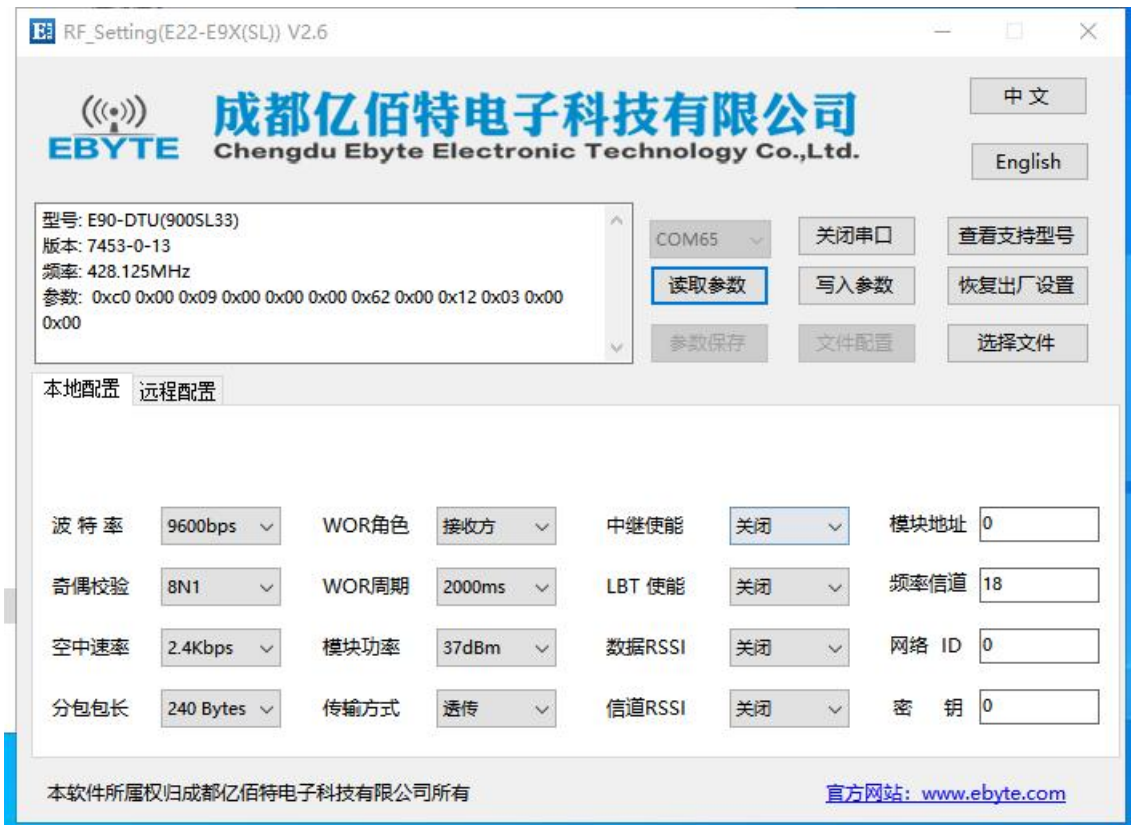 RF_Setting(E22-E9X(SL)) V2.6
EBYTE
成都亿佰特电子科技有限公司
Chengdu Ebyte Electronic Technology Co.,Ltd.
中 文
English
型号: E90-DTU(900SL33)
版本: 7453-0-13
频率: 428.125MHz
参数: 0xc0 0x00 0x09 0x00 0x00 0x00 0x62 0x00 0x12 0x03 0x00
0x00
COM65 关闭串口 查看支持型号
读取参数 写入参数 恢复出厂设置
参数保存 文件配置 选择文件
本地配置 远程配置
波 特 率 9600bps WOR角色 接收方 中继使能 关闭 模块地址 0
奇偶校验 8N1 WOR周期 2000ms LBT 使能 关闭 频率信道 18
空中速率 2.4Kbps 模块功率 37dBm 数据RSSI 关闭 网络 ID 0
分包包长 240 Bytes 传输方式 透传 信道RSSI 关闭 密 钥 0
本软件所属权归成都亿佰特电子科技有限公司所有 官方网站：www.ebyte.com